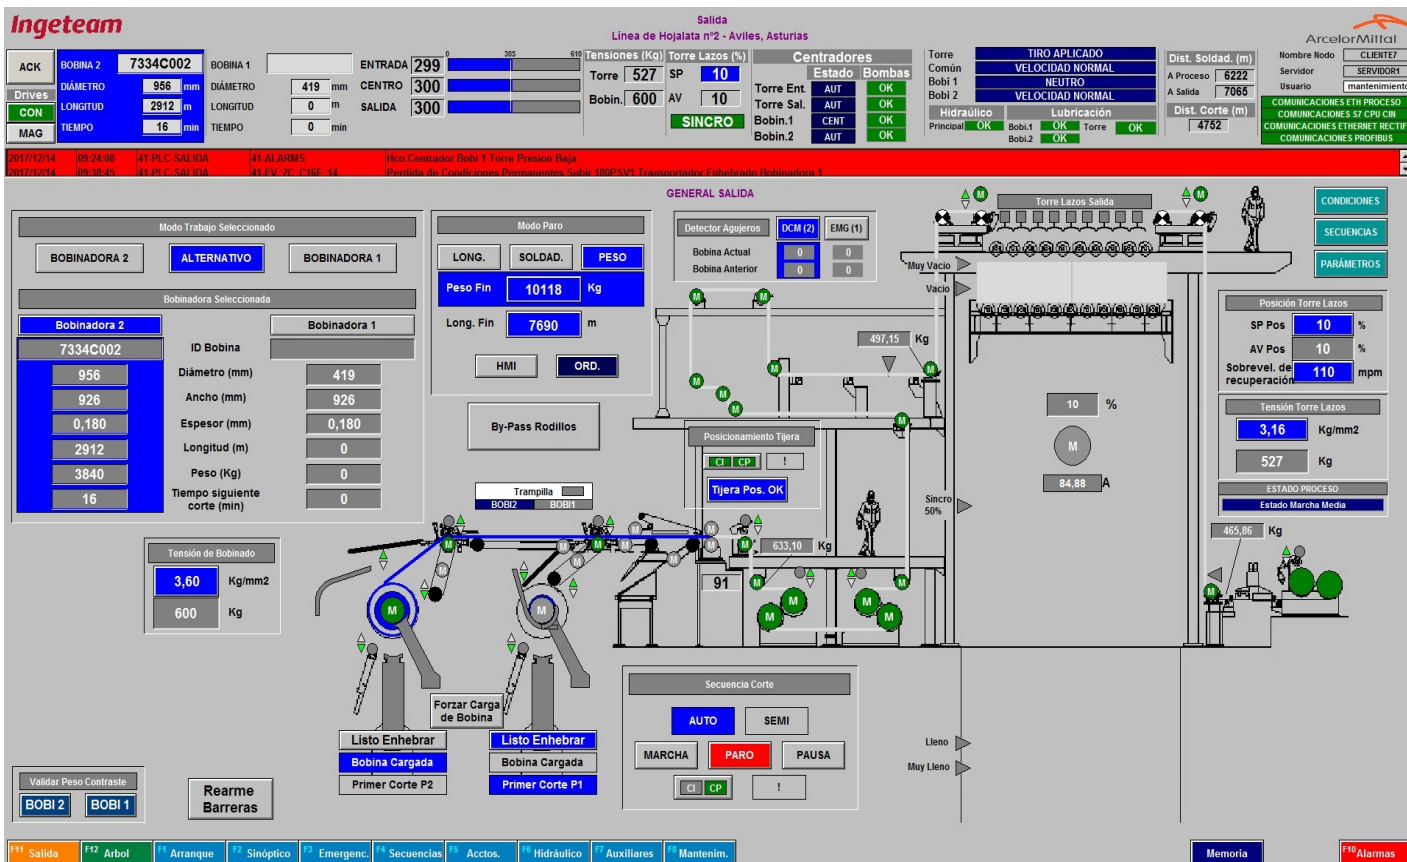 Ingeteam
Salida
Linea de Hojalata nº2 - Aviles, Asturias
ArcelorMittal
ACK
Drives
CON
MAG
BOBINA 2 7334C002
DIÁMETRO 956 mm
LONGITUD 2912 m
TIEMPO 16 min
BOBINA 1
DIÁMETRO 419 mm
LONGITUD 0 m
TIEMPO 0 min
0 305 610
ENTRADA 299
CENTRO 300
SALIDA 300
Tensiones (Kg)
Torre 527
Bobin. 600
Torre Lazos (%)
SP 10
AV 10
SINCRO
Centradores
Estado Bombas
Torre Ent. AUT OK
Torre Sal. AUT OK
Bobin.1 CENT OK
Bobin.2 AUT OK
Torre TIRO APLICADO
Común VELOCIDAD NORMAL
Bobi 1 NEUTRO
Bobi 2 VELOCIDAD NORMAL
Hidraúlico Lubricación
Principal OK Bobi.1 OK Torre OK
Bobi.2 OK
Dist. Soldad. (m)
A Proceso 6222
A Salida 7065
Dist. Corte (m)
4752
Nombre Nodo CLIENTE7
Servidor SERVIDOR1
Usuario mantenimiento
COMUNICACIONES ETH PROCESO
COMUNICACIONES S7 CPU CIN
COMUNICACIONES ETHERNET RECTIF
COMUNICACIONES PROFIBUS
2017/12/14 09:24:08 41-PLC-SALIDA 41-ALARMS Hco.Centrador Bobi 1 Torre Presion Baja
2017/12/14 09:38:45 41-PLC-SALIDA 41-EV_2C_C16E_14 Perdida de Condiciones Permanentes Subir 180PSV1 Transportador Enhebrado Bobinadora 1
GENERAL SALIDA
Modo Trabajo Seleccionado
BOBINADORA 2 ALTERNATIVO BOBINADORA 1
Bobinadora Seleccionada
Bobinadora 2 Bobinadora 1
7334C002 ID Bobina
956 Diámetro (mm) 419
926 Ancho (mm) 926
0,180 Espesor (mm) 0,180
2912 Longitud (m) 0
3840 Peso (Kg) 0
16 Tiempo siguiente corte (min) 0
Modo Paro
LONG. SOLDAD. PESO
Peso Fin 10118 Kg
Long. Fin 7690 m
HMI ORD.
By-Pass Rodillos
Detector Agujeros DCM (2) EMG (1)
Bobina Actual 0 0
Bobina Anterior 0 0
Torre Lazos Salida
Muy Vacio
Vacio
497,15 Kg
10 %
M
84,88 A
Sincro
50%
Lleno
Muy Lleno
CONDICIONES
SECUENCIAS
PARÁMETROS
Posición Torre Lazos
SP Pos 10 %
AV Pos 10 %
Sobrevel. de recuperación 110 mpm
Tensión Torre Lazos
3,16 Kg/mm2
527 Kg
ESTADO PROCESO
Estado Marcha Media
465,86 Kg
Posicionamiento Tijera
CI CP !
Tijera Pos. OK
Trampilla
BOBI2 BOBI1
633,10 Kg
91
Tensión de Bobinado
3,60 Kg/mm2
600 Kg
M M
Forzar Carga
de Bobina
Listo Enhebrar Listo Enhebrar
Bobina Cargada Bobina Cargada
Primer Corte P2 Primer Corte P1
Secuencia Corte
AUTO SEMI
MARCHA PARO PAUSA
CI CP !
Validar Peso Contraste
BOBI 2 BOBI 1
Rearme
Barreras
F11 Salida F12 Arbol F1 Arranque F2 Sinóptico F3 Emergenc. F4 Secuencias F5 Acctos. F6 Hidráulico F7 Auxiliares F8 Mantenim. Memoria F10 Alarmas